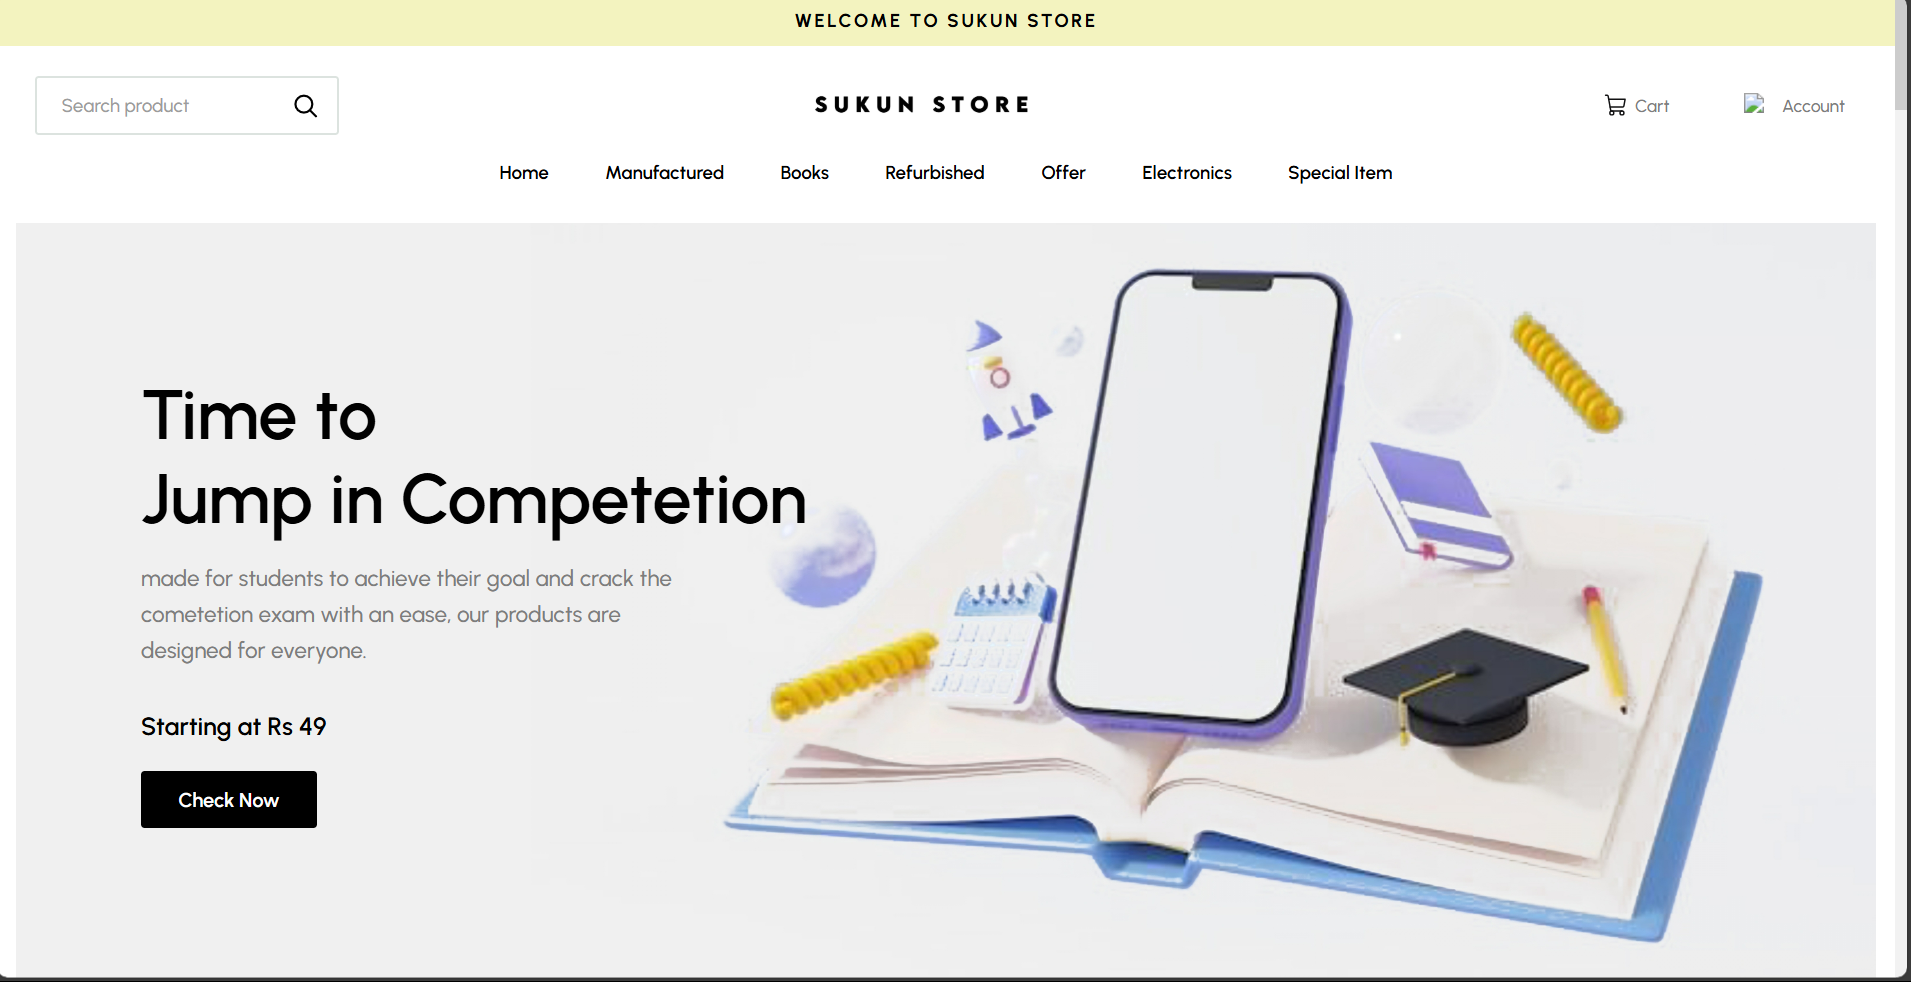 WELCOME TO SUKUN STORE
Search product
SUKUN STORE
Cart
Account
Home
Manufactured
Books
Refurbished
Offer
Electronics
Special Item
Time to
Jump in Competetion
made for students to achieve their goal and crack the
cometetion exam with an ease, our products are
designed for everyone.
Starting at Rs 49
Check Now